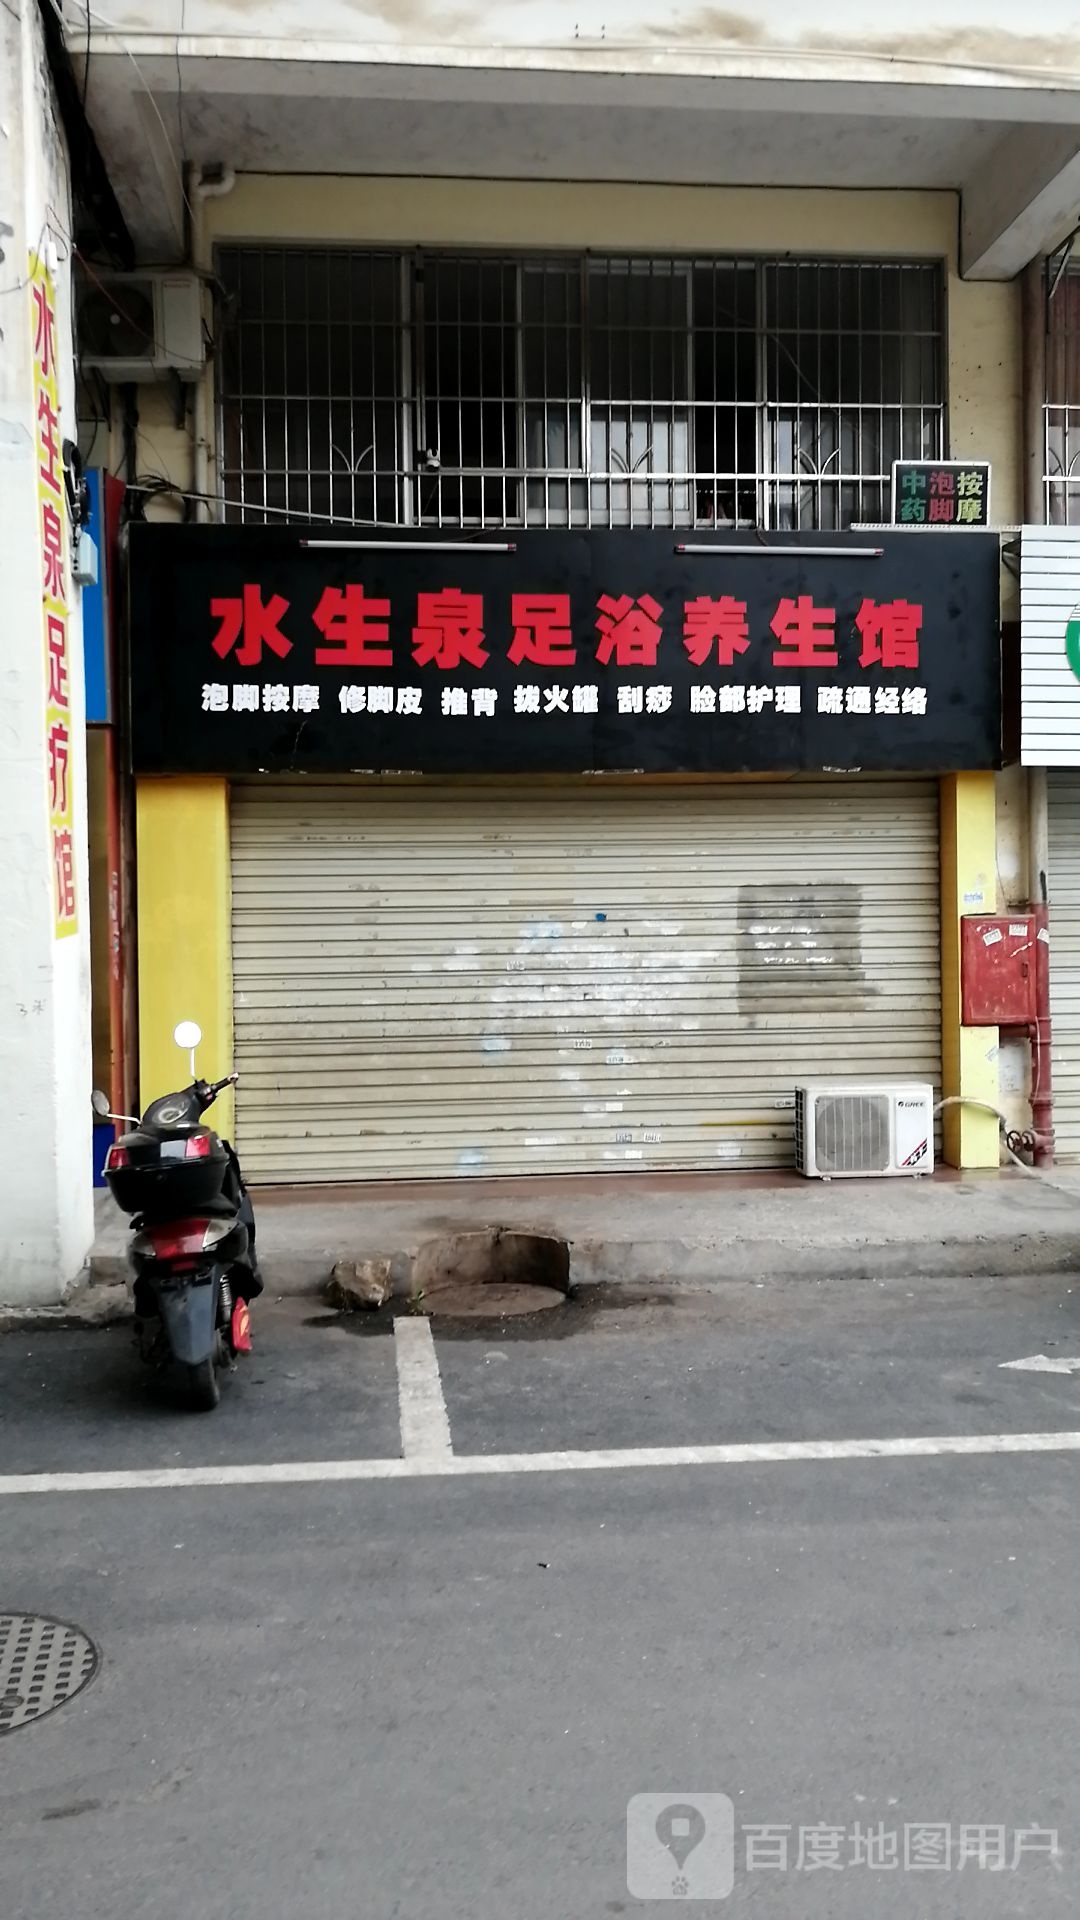 水生泉足疗馆
中泡按
药脚摩
水生泉足浴养生馆
泡脚按摩 修脚皮 推背 拔火罐 刮痧 脸部护理 疏通经络
GREE
百度地图用户